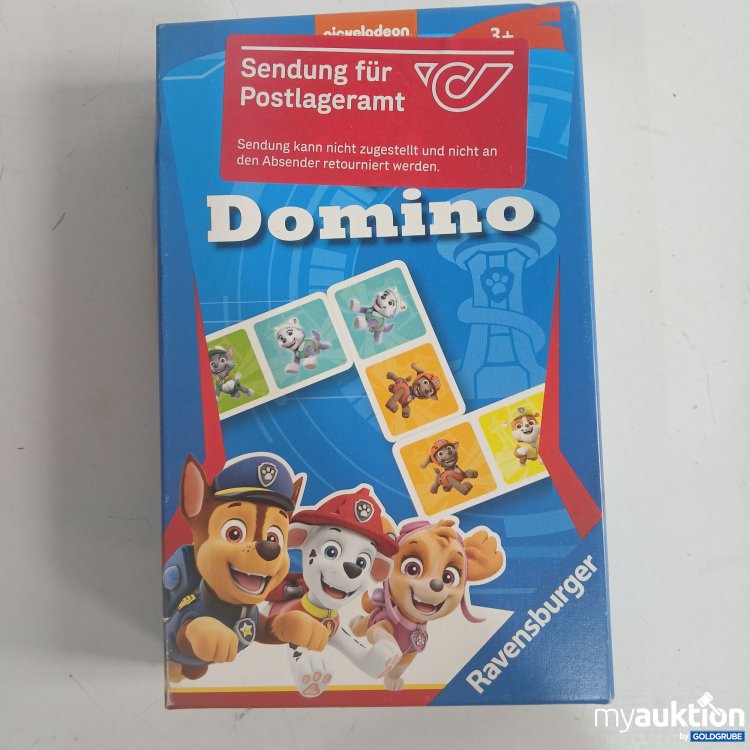 nickelodeon
3+
Sendung für
Postlageramt
Sendung kann nicht zugestellt und nicht an
den Absender retourniert werden.
Domino
Ravensburger
myauktion
by GOLDGRUBE